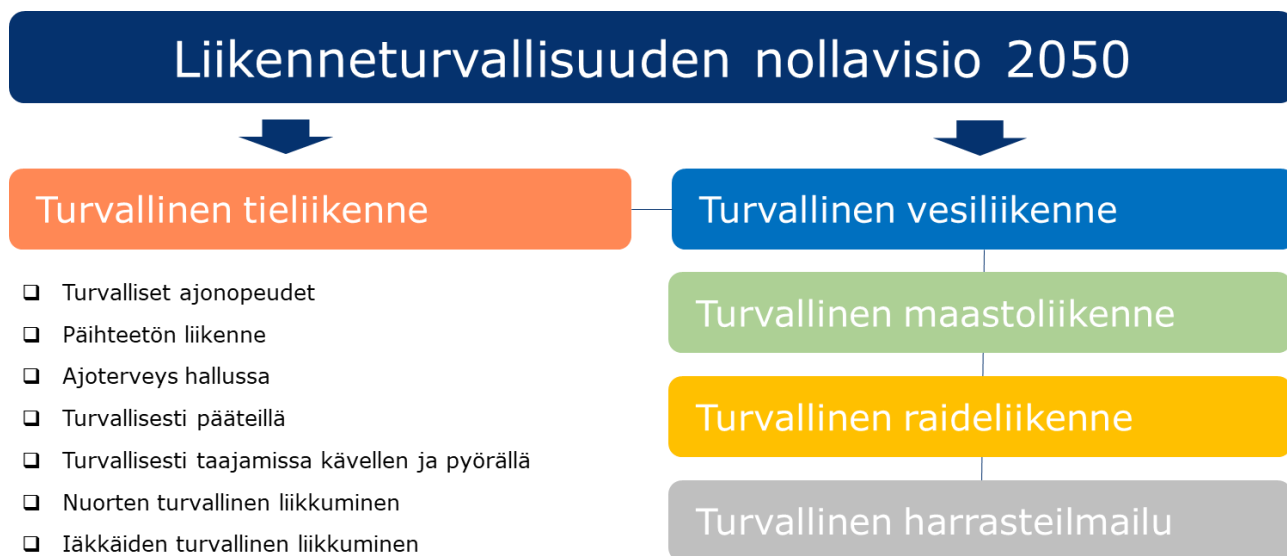 Liikenneturvallisuuden nollavisio 2050
Turvallinen tieliikenne
Turvalliset ajonopeudet
Päihteetön liikenne
Ajoterveys hallussa
Turvallisesti pääteillä
Turvallisesti taajamissa kävellen ja pyörällä
Nuorten turvallinen liikkuminen
Iäkkäiden turvallinen liikkuminen
Turvallinen vesiliikenne
Turvallinen maastoliikenne
Turvallinen raideliikenne
Turvallinen harrasteilmailu